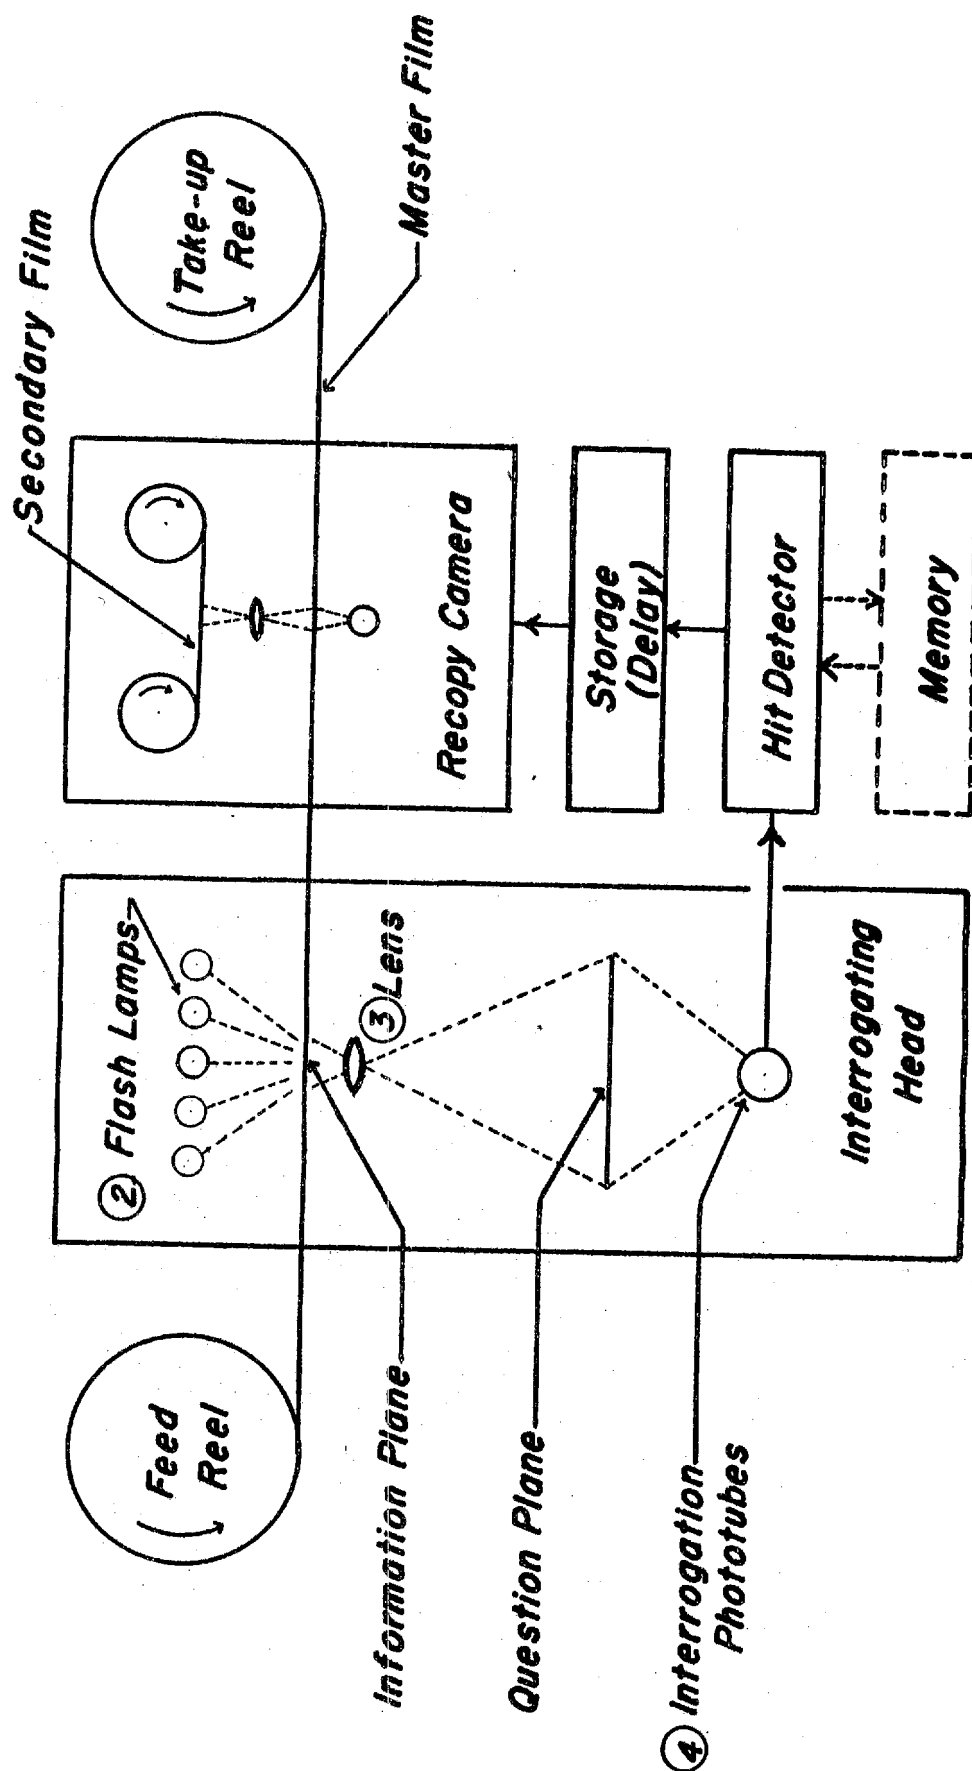 Secondary Film
Take-up
Reel
Master Film
Recopy Camera
Storage
(Delay)
Hit Detector
Memory
② Flash Lamps
③ Lens
Interrogating
Head
Feed
Reel
Information Plane
Question Plane
④ Interrogation
Phototubes